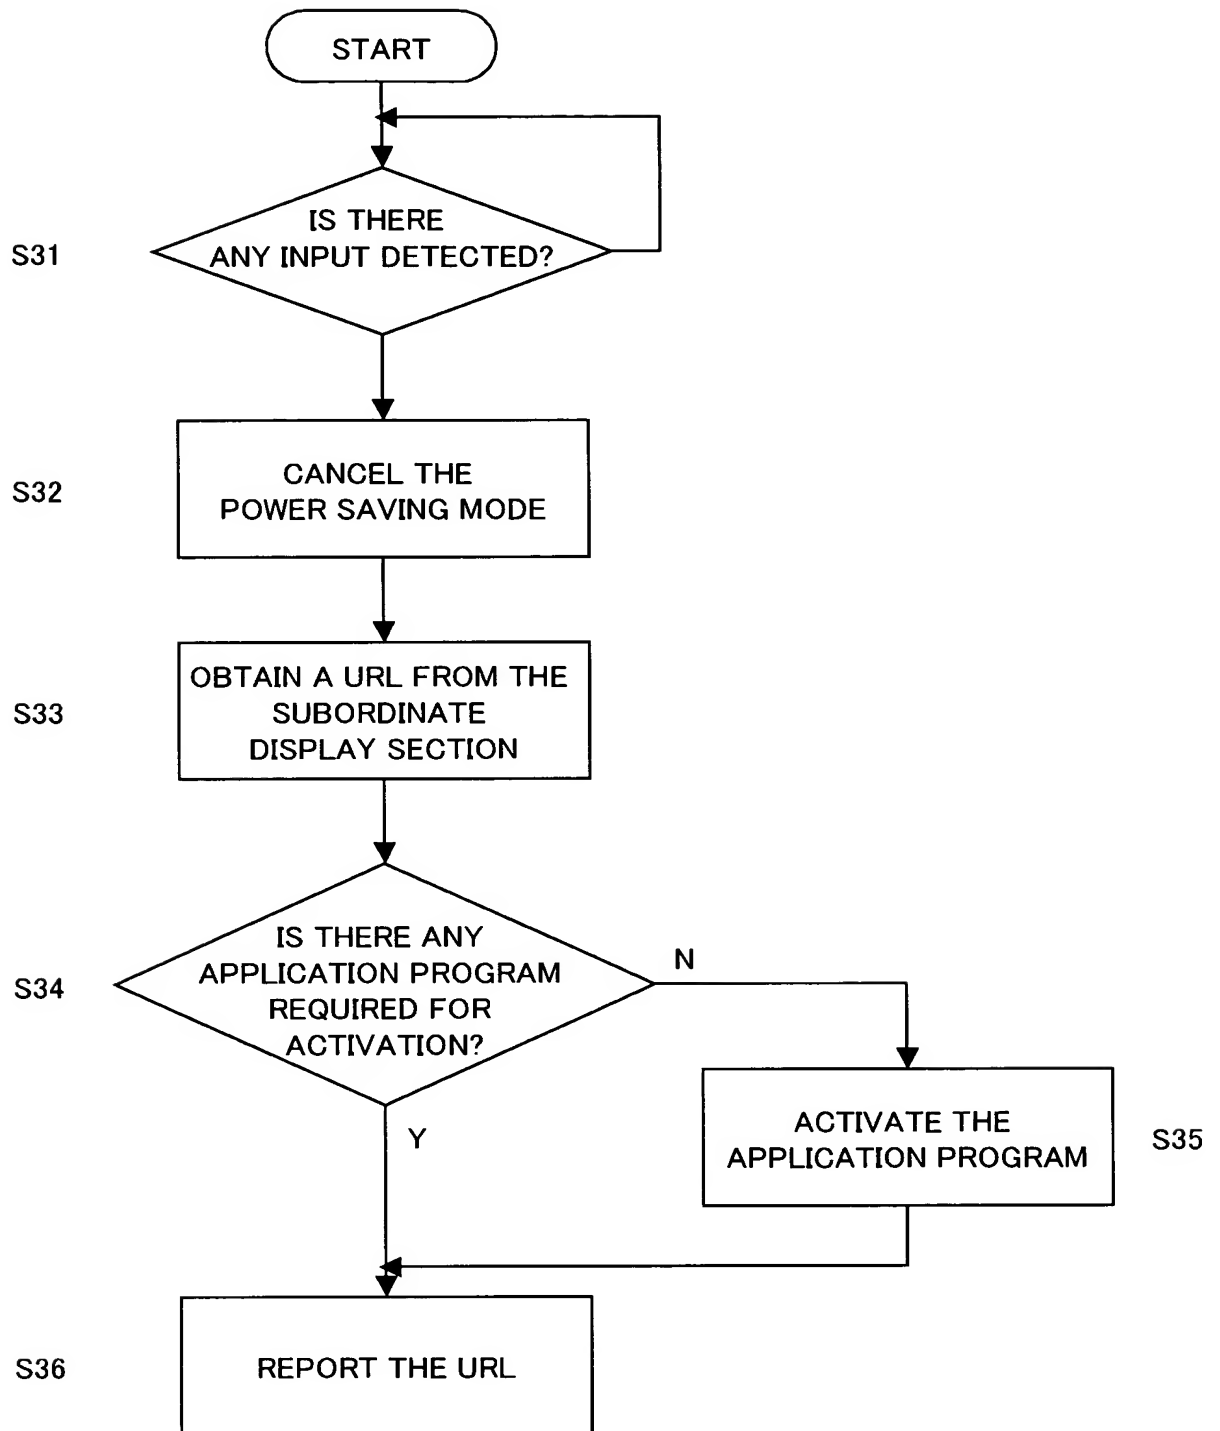 START
S31
IS THERE
ANY INPUT DETECTED?
S32
CANCEL THE
POWER SAVING MODE
S33
OBTAIN A URL FROM THE
SUBORDINATE
DISPLAY SECTION
S34
IS THERE ANY
APPLICATION PROGRAM
REQUIRED FOR
ACTIVATION?
N
Y
ACTIVATE THE
APPLICATION PROGRAM
S35
S36
REPORT THE URL